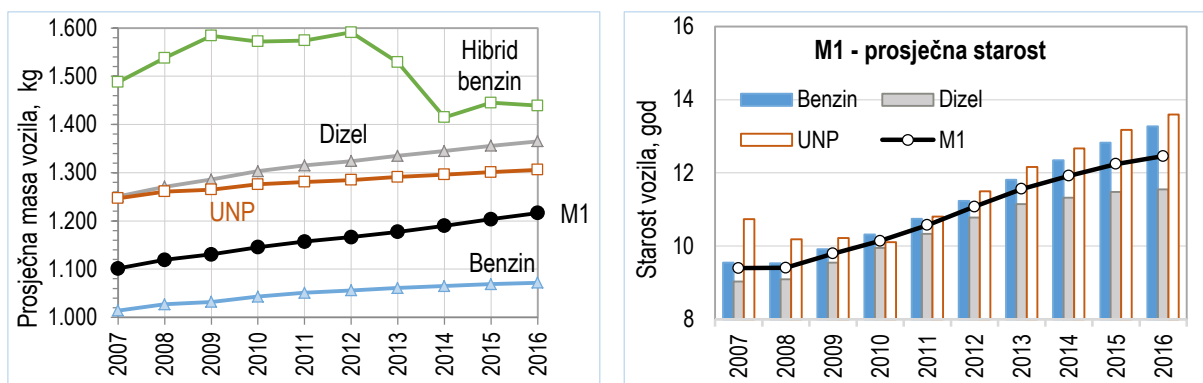 Prosječna masa vozila, kg
1.600
1.500
1.400
1.300
1.200
1.100
1.000
Hibrid
benzin
Dizel
UNP
M1
Benzin
2007
2008
2009
2010
2011
2012
2013
2014
2015
2016
Starost vozila, god
16
14
12
10
8
M1 - prosječna starost
Benzin
Dizel
UNP
M1
2007
2008
2009
2010
2011
2012
2013
2014
2015
2016